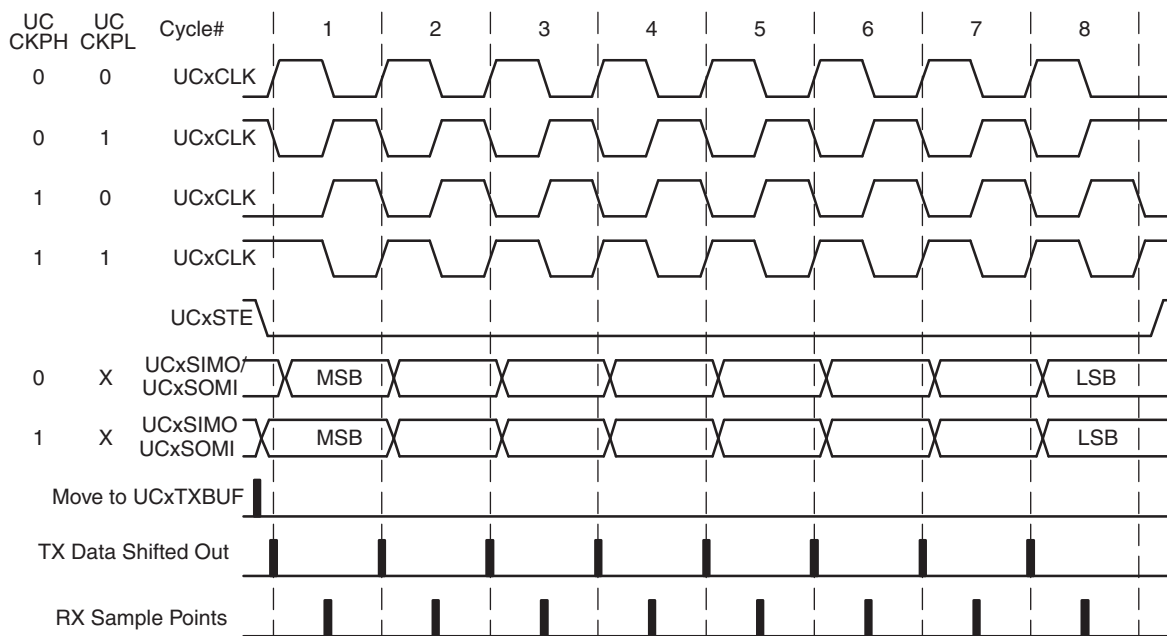 UC UC Cycle# 1 2 3 4 5 6 7 8
CKPH CKPL
0 0 UCxCLK
0 1 UCxCLK
1 0 UCxCLK
1 1 UCxCLK
UCxSTE
0 X UCxSIMO/ MSB LSB
UCxSOMI
1 X UCxSIMO MSB LSB
UCxSOMI
Move to UCxTXBUF
TX Data Shifted Out
RX Sample Points